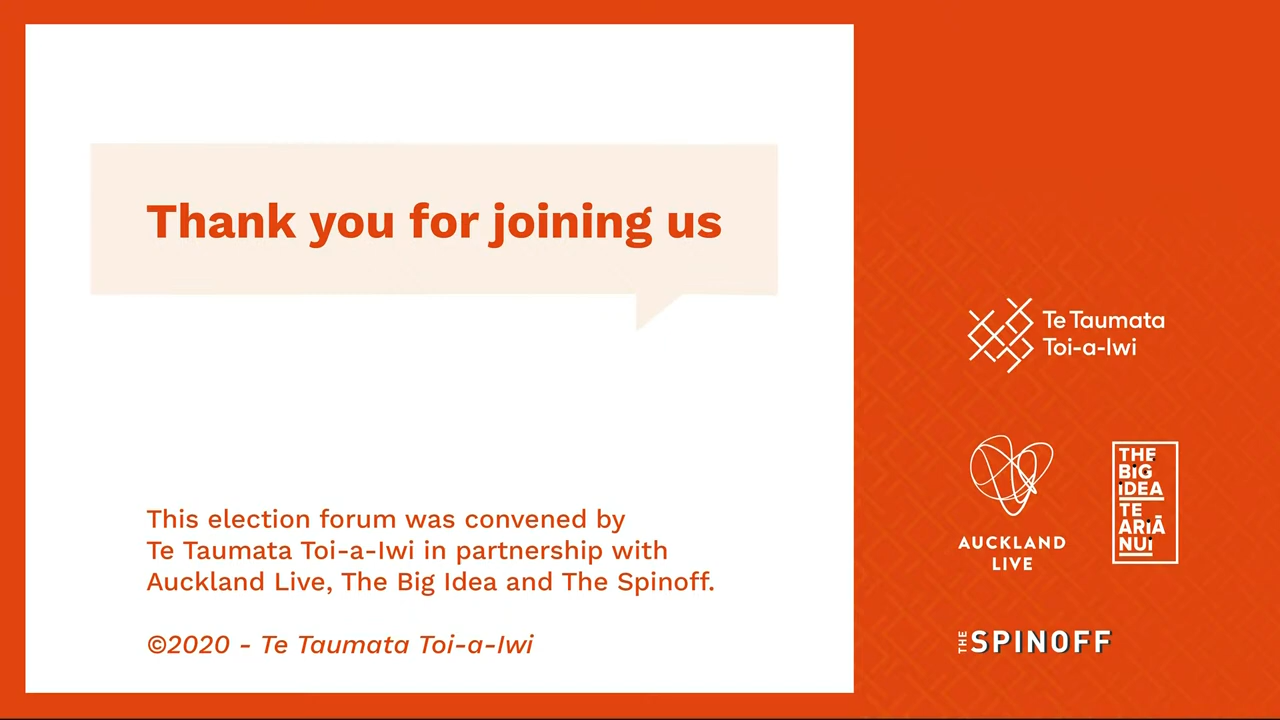 Thank you for joining us
This election forum was convened by
Te Taumata Toi-a-Iwi in partnership with
Auckland Live, The Big Idea and The Spinoff.
©2020 - Te Taumata Toi-a-Iwi
Te Taumata
Toi-a-Iwi
AUCKLAND
LIVE
THE
BiG
iDEA
TE
ARiĀ
NUi
THE SPINOFF